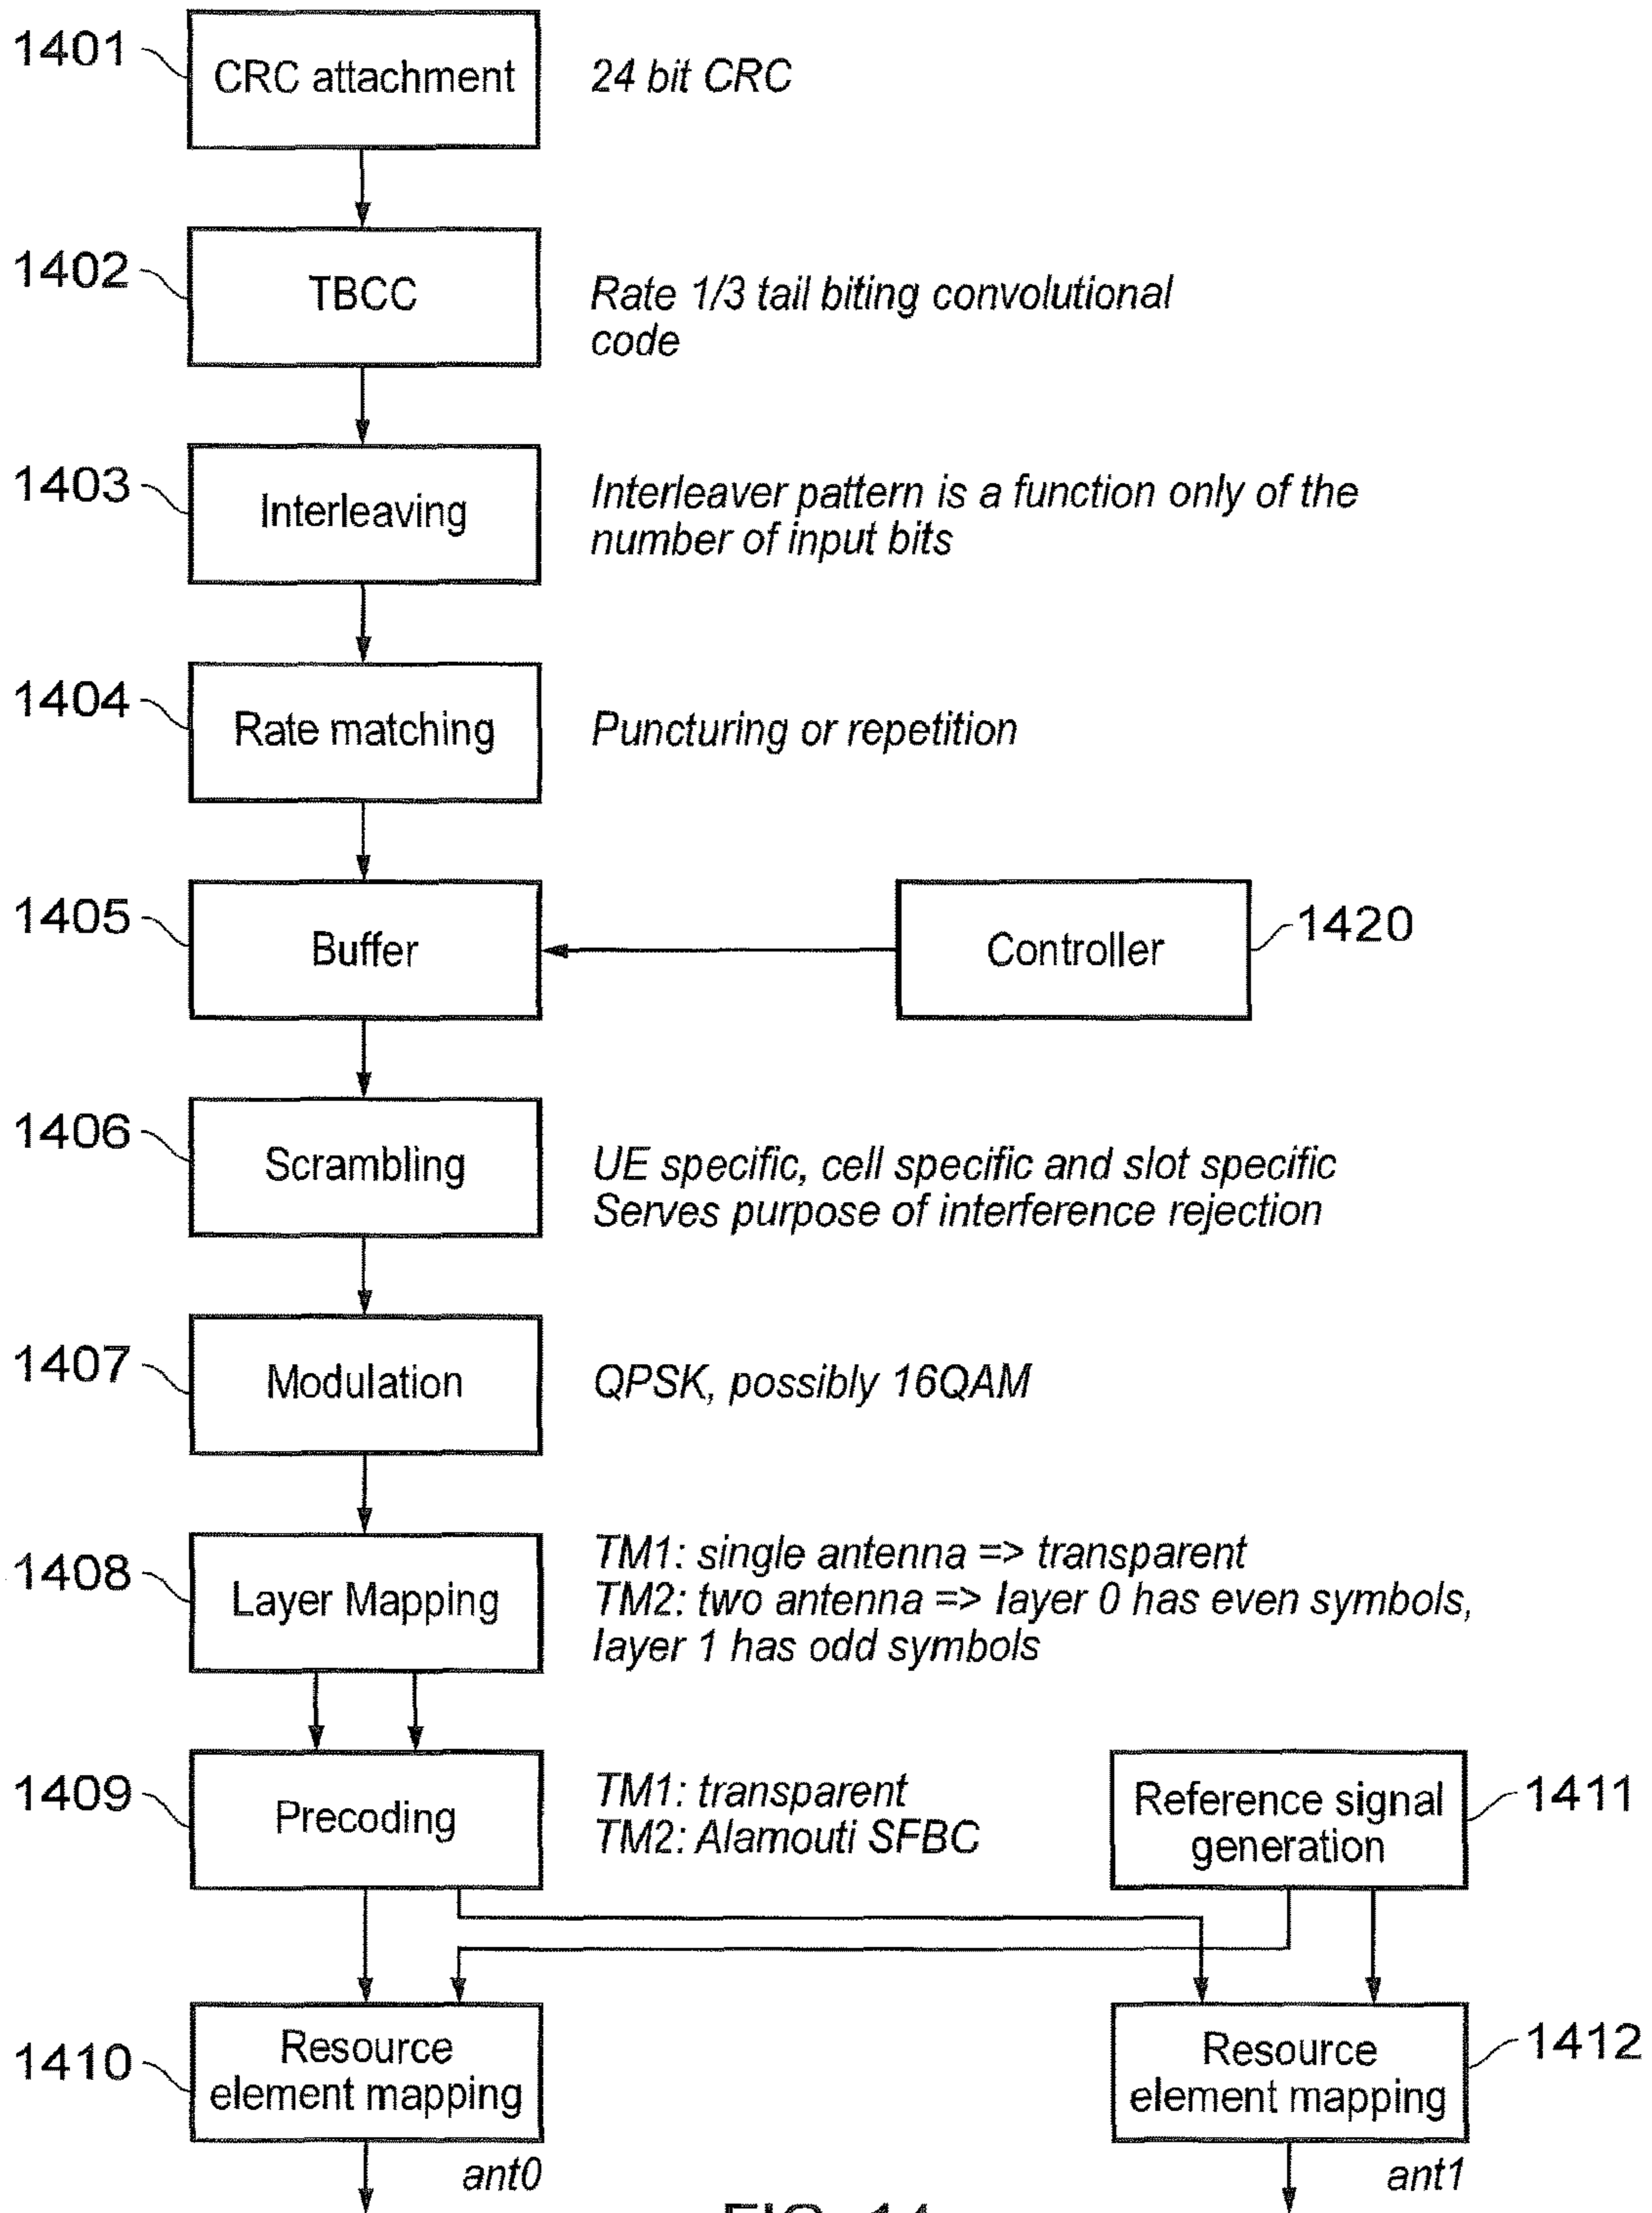 1401
CRC attachment
24 bit CRC
1402
TBCC
Rate 1/3 tail biting convolutional
code
1403
Interleaving
Interleaver pattern is a function only of the
number of input bits
1404
Rate matching
Puncturing or repetition
1405
Buffer
Controller
1420
1406
Scrambling
UE specific, cell specific and slot specific
Serves purpose of interference rejection
1407
Modulation
QPSK, possibly 16QAM
1408
Layer Mapping
TM1: single antenna => transparent
TM2: two antenna => layer 0 has even symbols,
layer 1 has odd symbols
1409
Precoding
TM1: transparent
TM2: Alamouti SFBC
Reference signal
generation
1411
1410
Resource
element mapping
Resource
element mapping
1412
ant0
ant1